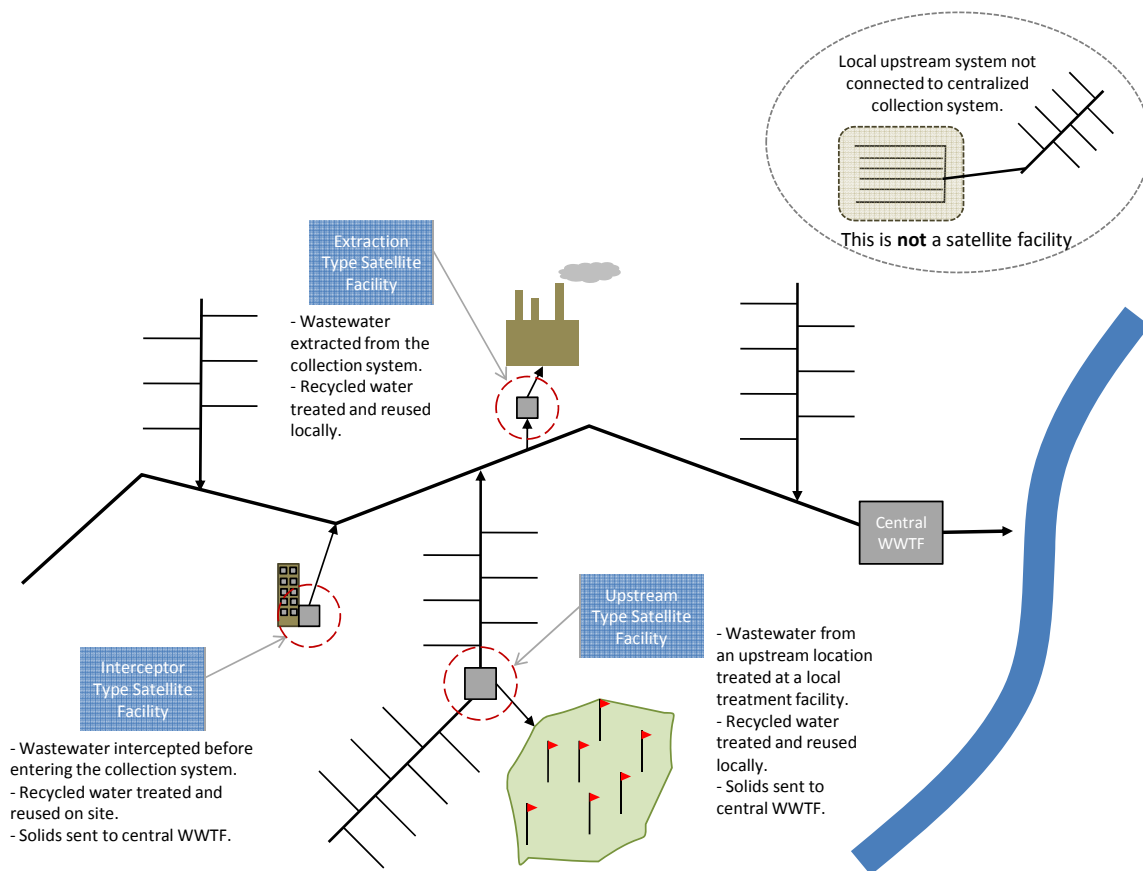 Local upstream system not
connected to centralized
collection system.
This is not a satellite facility
Extraction
Type Satellite
Facility
- Wastewater
extracted from the
collection system.
- Recycled water
treated and reused
locally.
Central
WWTF
Upstream
Type Satellite
Facility
- Wastewater from
an upstream location
treated at a local
treatment facility.
- Recycled water
treated and reused
locally.
- Solids sent to
central WWTF.
Interceptor
Type Satellite
Facility
- Wastewater intercepted before
entering the collection system.
- Recycled water treated and
reused on site.
- Solids sent to central WWTF.